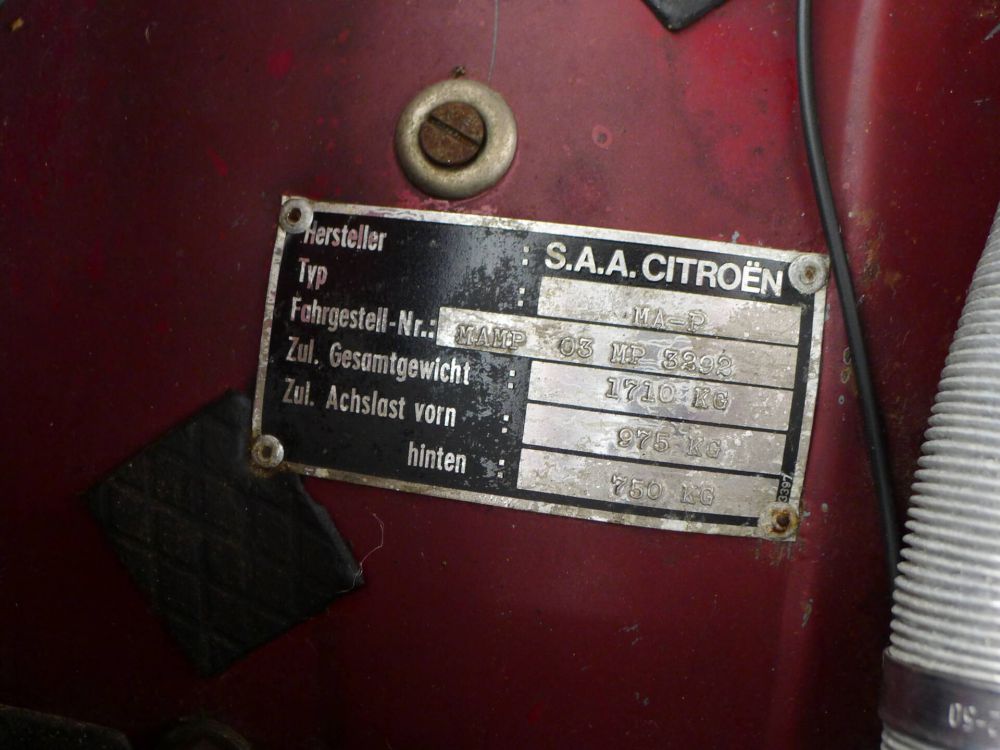 Hersteller : S.A.A. CITROËN
Typ : MA-P
Fahrgestell-Nr.: MAMP 03 MP 3292
Zul. Gesamtgewicht : 1710 KG
Zul. Achslast vorn : 975 KG
hinten : 750 KG
3397